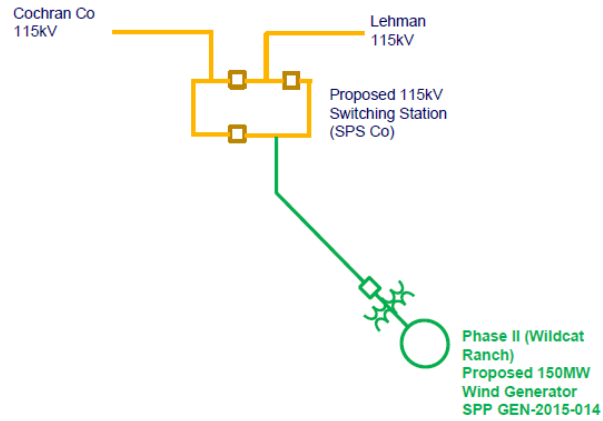 Cochran Co
115kV
Lehman
115kV
Proposed 115kV
Switching Station
(SPS Co)
Phase II (Wildcat
Ranch)
Proposed 150MW
Wind Generator
SPP GEN-2015-014